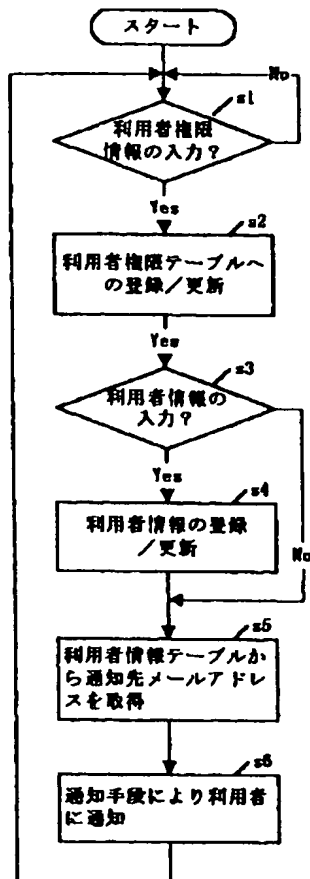 スタート
No
s1
利用者権限
情報の入力？
Yes
s2
利用者権限テーブルへ
の登録／更新
Yes
s3
利用者情報の
入力？
Yes
s4
利用者情報の登録
／更新
No
s5
利用者情報テーブルか
ら通知先メールアドレ
スを取得
s6
通知手段により利用者
に通知